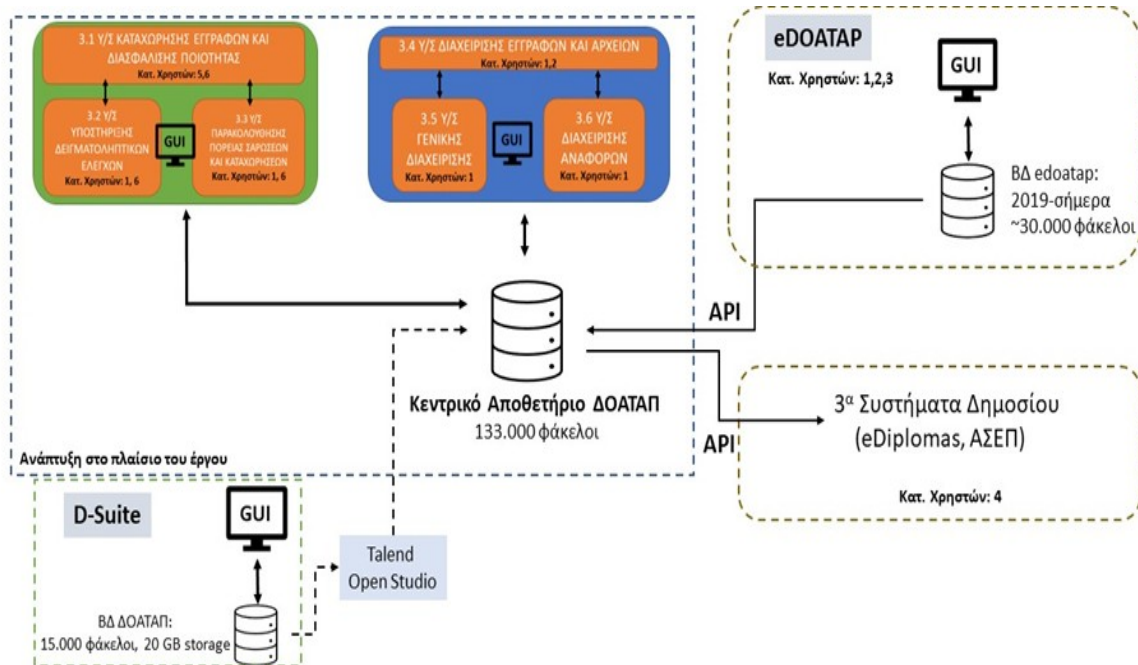 3.1 Υ/Σ ΚΑΤΑΧΩΡΗΣΗΣ ΕΓΓΡΑΦΩΝ ΚΑΙ
ΔΙΑΣΦΑΛΙΣΗΣ ΠΟΙΟΤΗΤΑΣ
Κατ. Χρηστών: 5,6
3.2 Υ/Σ
ΥΠΟΣΤΗΡΙΞΗΣ
ΔΕΙΓΜΑΤΟΛΗΠΤΙΚΩΝ
ΕΛΕΓΧΩΝ
Κατ. Χρηστών: 1, 6
GUI
3.3 Υ/Σ
ΠΑΡΑΚΟΛΟΥΘΗΣΗΣ
ΠΟΡΕΙΑΣ ΣΑΡΩΣΕΩΝ
ΚΑΙ ΚΑΤΑΧΩΡΗΣΕΩΝ
Κατ. Χρηστών: 1, 6
3.4 Υ/Σ ΔΙΑΧΕΙΡΙΣΗΣ ΕΓΓΡΑΦΩΝ ΚΑΙ ΑΡΧΕΙΩΝ
Κατ. Χρηστών: 1,2
3.5 Υ/Σ
ΓΕΝΙΚΗΣ
ΔΙΑΧΕΙΡΙΣΗΣ
Κατ. Χρηστών: 1
GUI
3.6 Υ/Σ
ΔΙΑΧΕΙΡΙΣΗΣ
ΑΝΑΦΟΡΩΝ
Κατ. Χρηστών: 1
eDOATAP
Κατ. Χρηστών: 1,2,3
GUI
ΒΔ edoatap:
2019-σήμερα
~30.000 φάκελοι
API
Κεντρικό Αποθετήριο ΔΟΑΤΑΠ
133.000 φάκελοι
API
3α Συστήματα Δημοσίου
(eDiplomas, ΑΣΕΠ)
Κατ. Χρηστών: 4
Ανάπτυξη στο πλαίσιο του έργου
D-Suite
GUI
ΒΔ ΔΟΑΤΑΠ:
15.000 φάκελοι, 20 GB storage
Talend
Open Studio